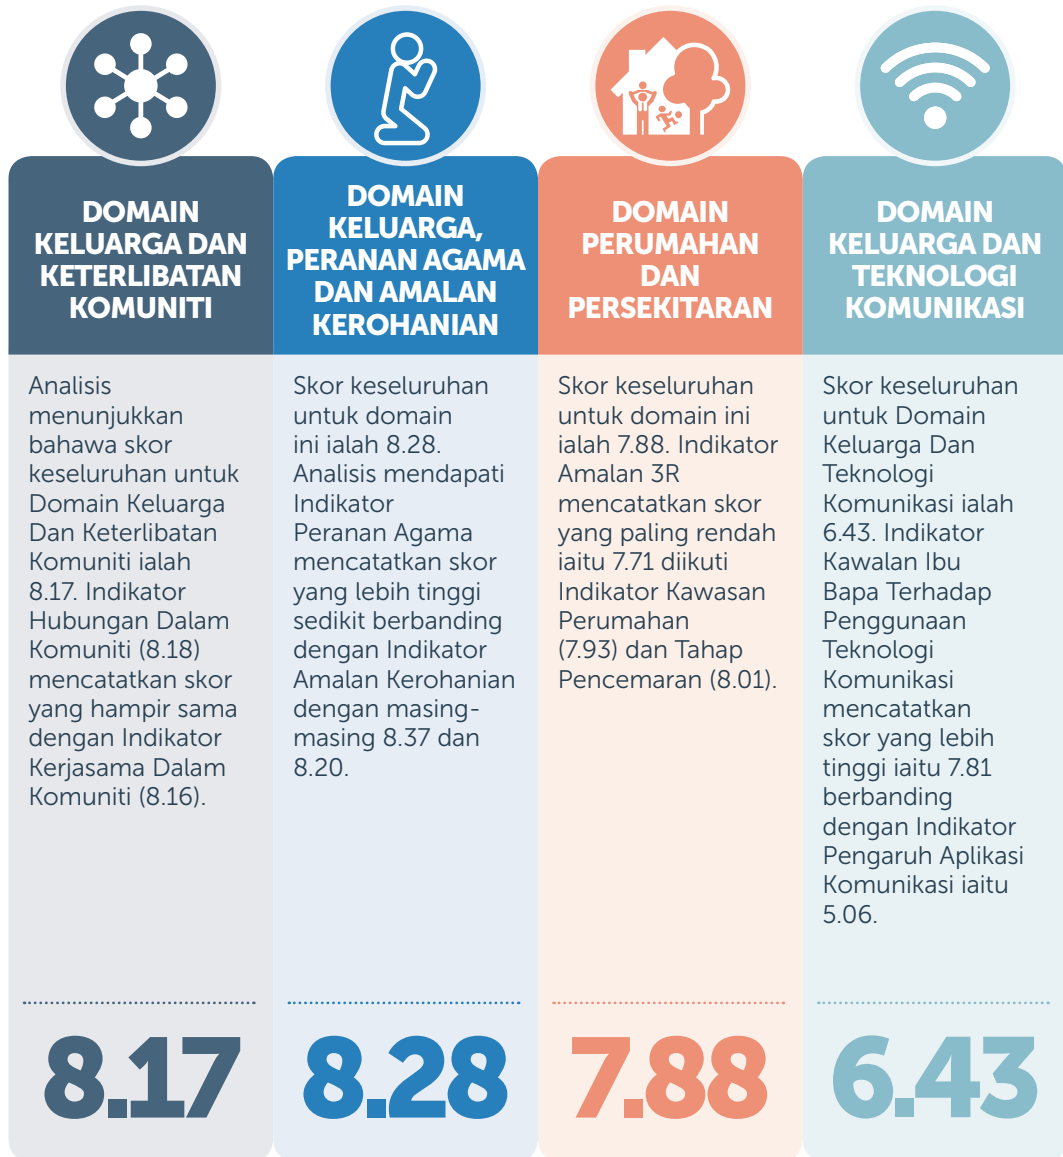 DOMAIN
KELUARGA DAN
KETERLIBATAN
KOMUNITI
Analisis
menunjukkan
bahawa skor
keseluruhan untuk
Domain Keluarga
Dan Keterlibatan
Komuniti ialah
8.17. Indikator
Hubungan Dalam
Komuniti (8.18)
mencatatkan skor
yang hampir sama
dengan Indikator
Kerjasama Dalam
Komuniti (8.16).
8.17
DOMAIN
KELUARGA,
PERANAN AGAMA
DAN AMALAN
KEROHANIAN
Skor keseluruhan
untuk domain
ini ialah 8.28.
Analisis mendapati
Indikator
Peranan Agama
mencatatkan skor
yang lebih tinggi
sedikit berbanding
dengan Indikator
Amalan Kerohanian
dengan masing-
masing 8.37 dan
8.20.
8.28
DOMAIN
PERUMAHAN
DAN
PERSEKITARAN
Skor keseluruhan
untuk domain ini
ialah 7.88. Indikator
Amalan 3R
mencatatkan skor
yang paling rendah
iaitu 7.71 diikuti
Indikator Kawasan
Perumahan
(7.93) dan Tahap
Pencemaran (8.01).
7.88
DOMAIN
KELUARGA DAN
TEKNOLOGI
KOMUNIKASI
Skor keseluruhan
untuk Domain
Keluarga Dan
Teknologi
Komunikasi ialah
6.43. Indikator
Kawalan Ibu
Bapa Terhadap
Penggunaan
Teknologi
Komunikasi
mencatatkan
skor yang lebih
tinggi iaitu 7.81
berbanding
dengan Indikator
Pengaruh Aplikasi
Komunikasi iaitu
5.06.
6.43